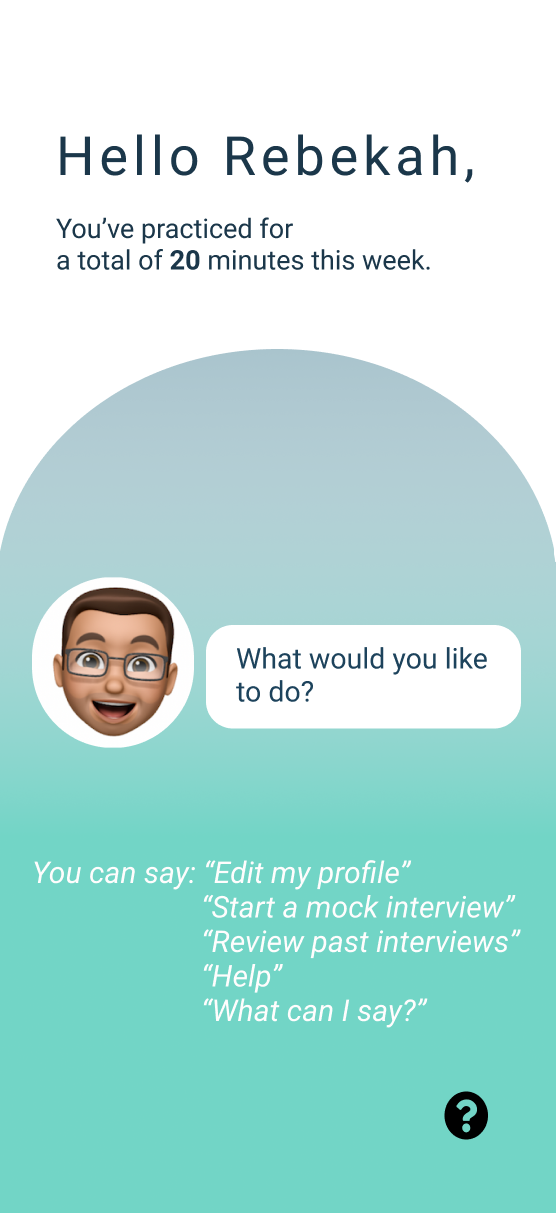 Hello Rebekah,
You’ve practiced for
a total of 20 minutes this week.
What would you like
to do?
You can say: “Edit my profile”
“Start a mock interview”
“Review past interviews”
“Help”
“What can I say?”
?